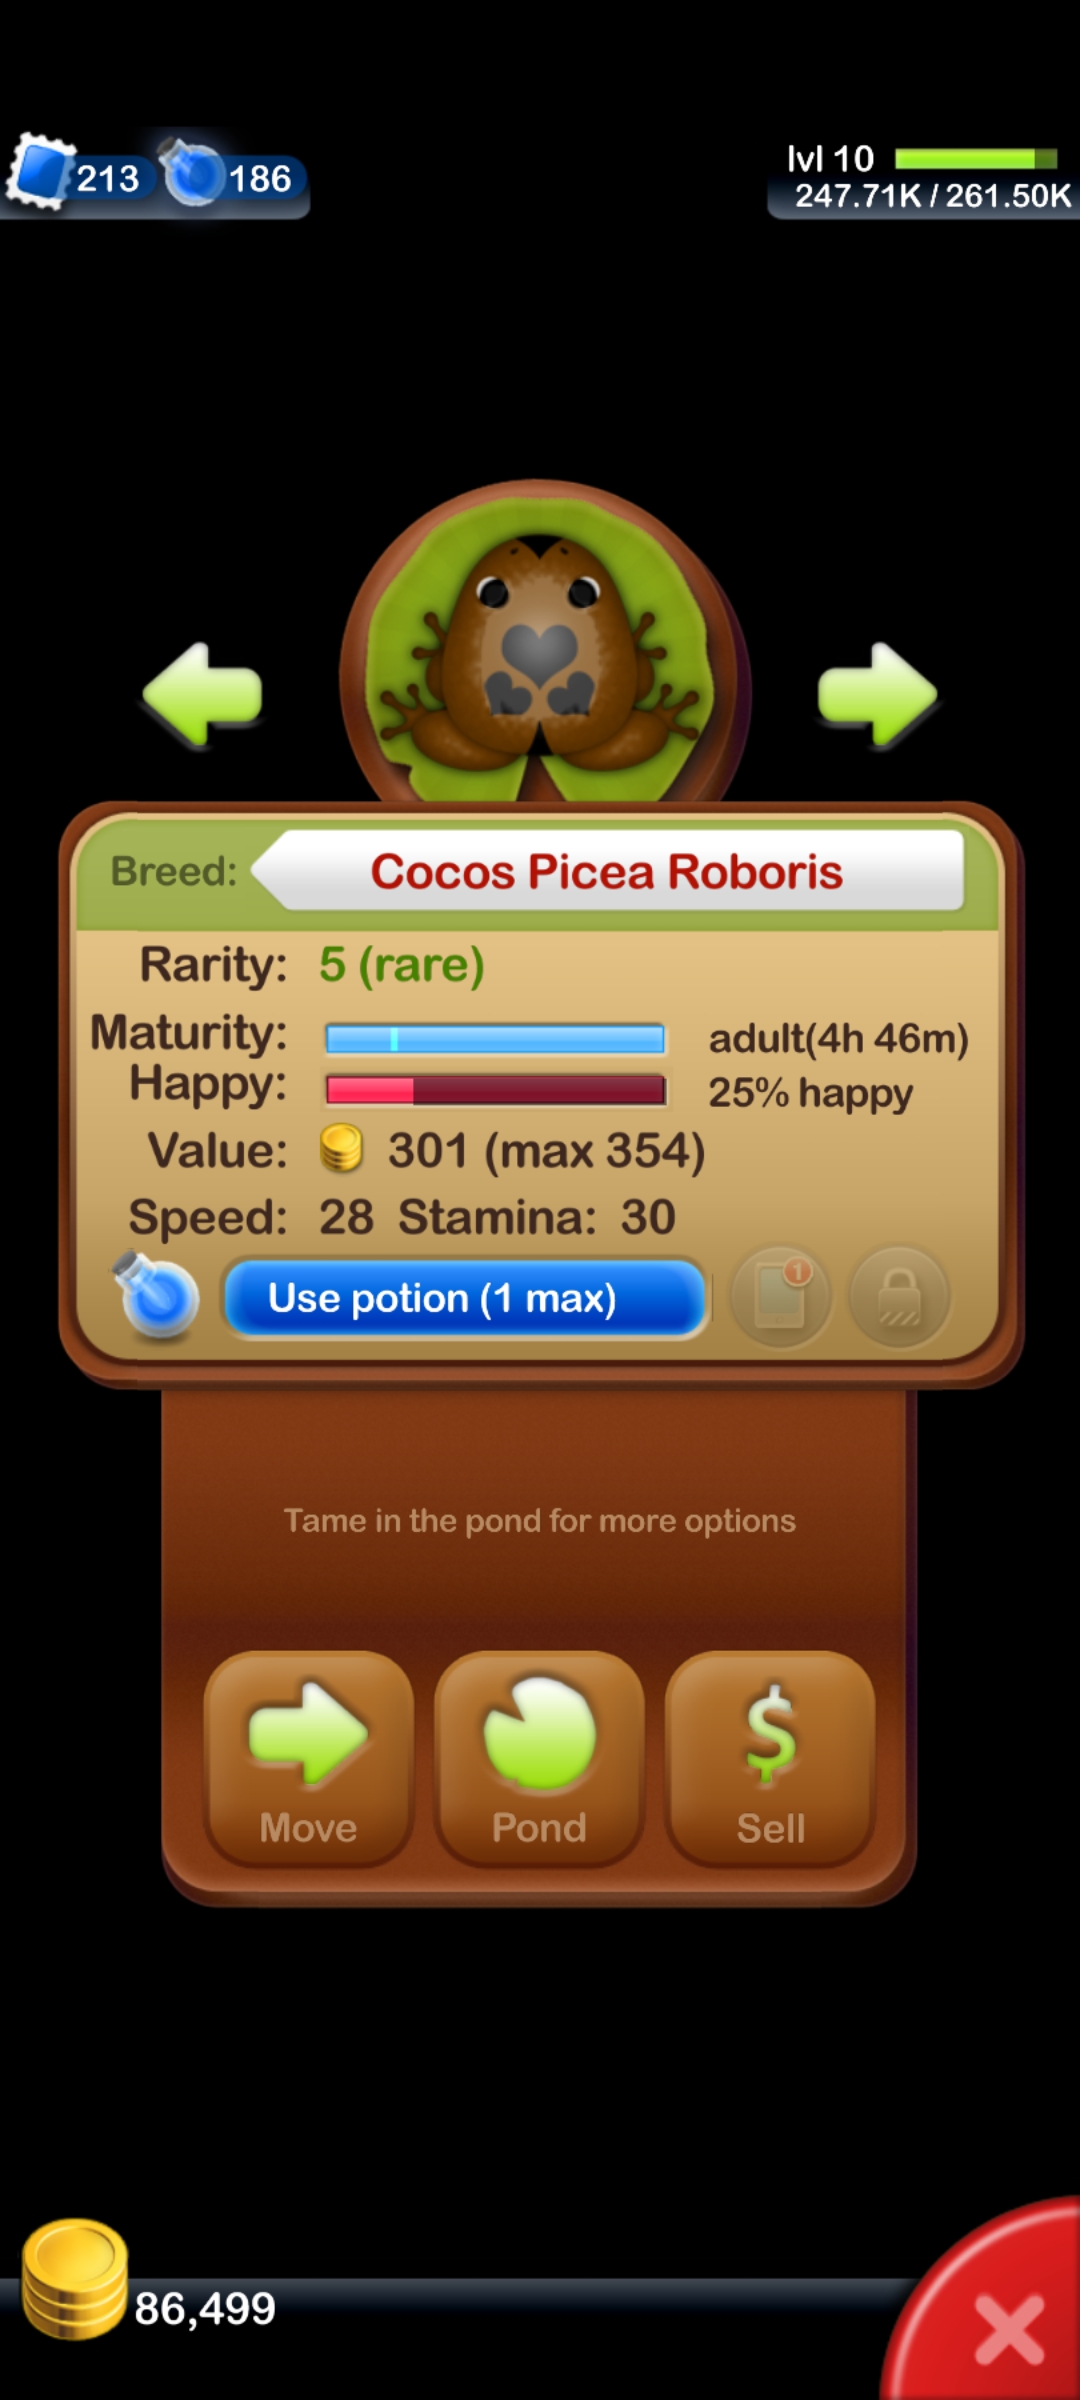 213 186
lvl 10
247.71K / 261.50K
Breed: Cocos Picea Roboris
Rarity: 5 (rare)
Maturity: adult(4h 46m)
Happy: 25% happy
Value: 301 (max 354)
Speed: 28 Stamina: 30
Use potion (1 max) 1
Tame in the pond for more options
Move Pond Sell
86,499